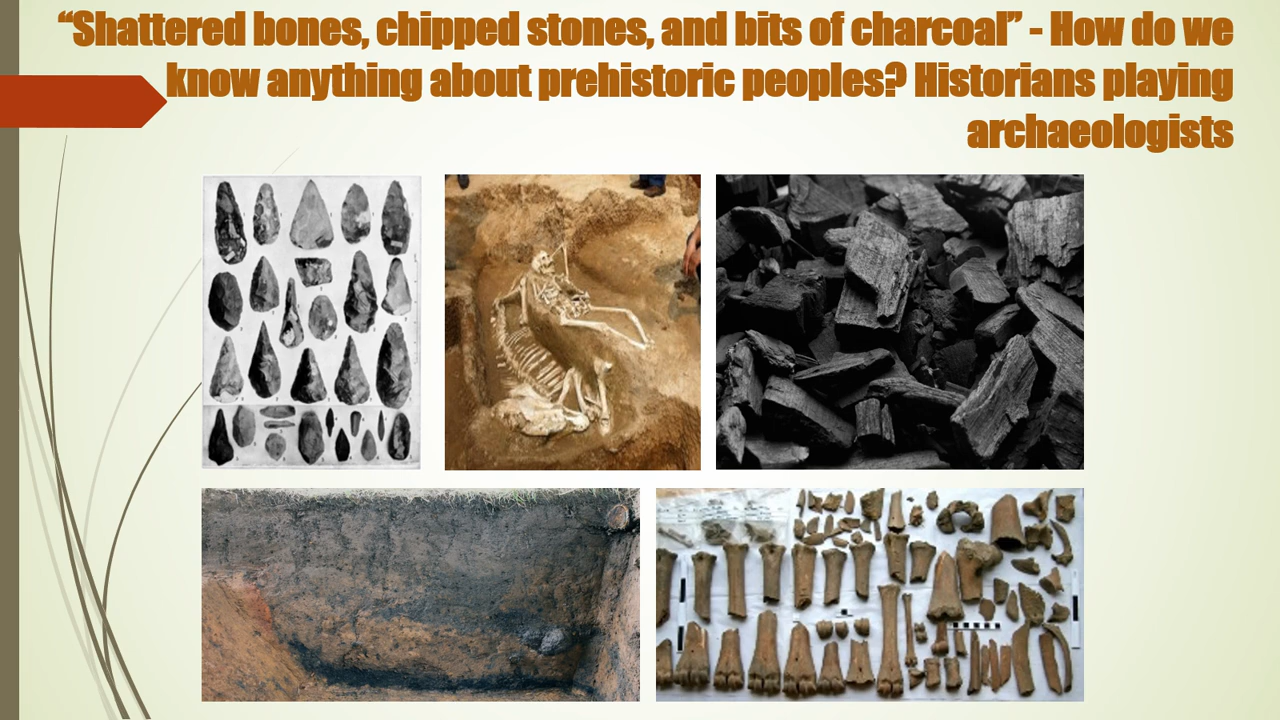 “Shattered bones, chipped stones, and bits of charcoal” - How do we
know anything about prehistoric peoples? Historians playing
archaeologists